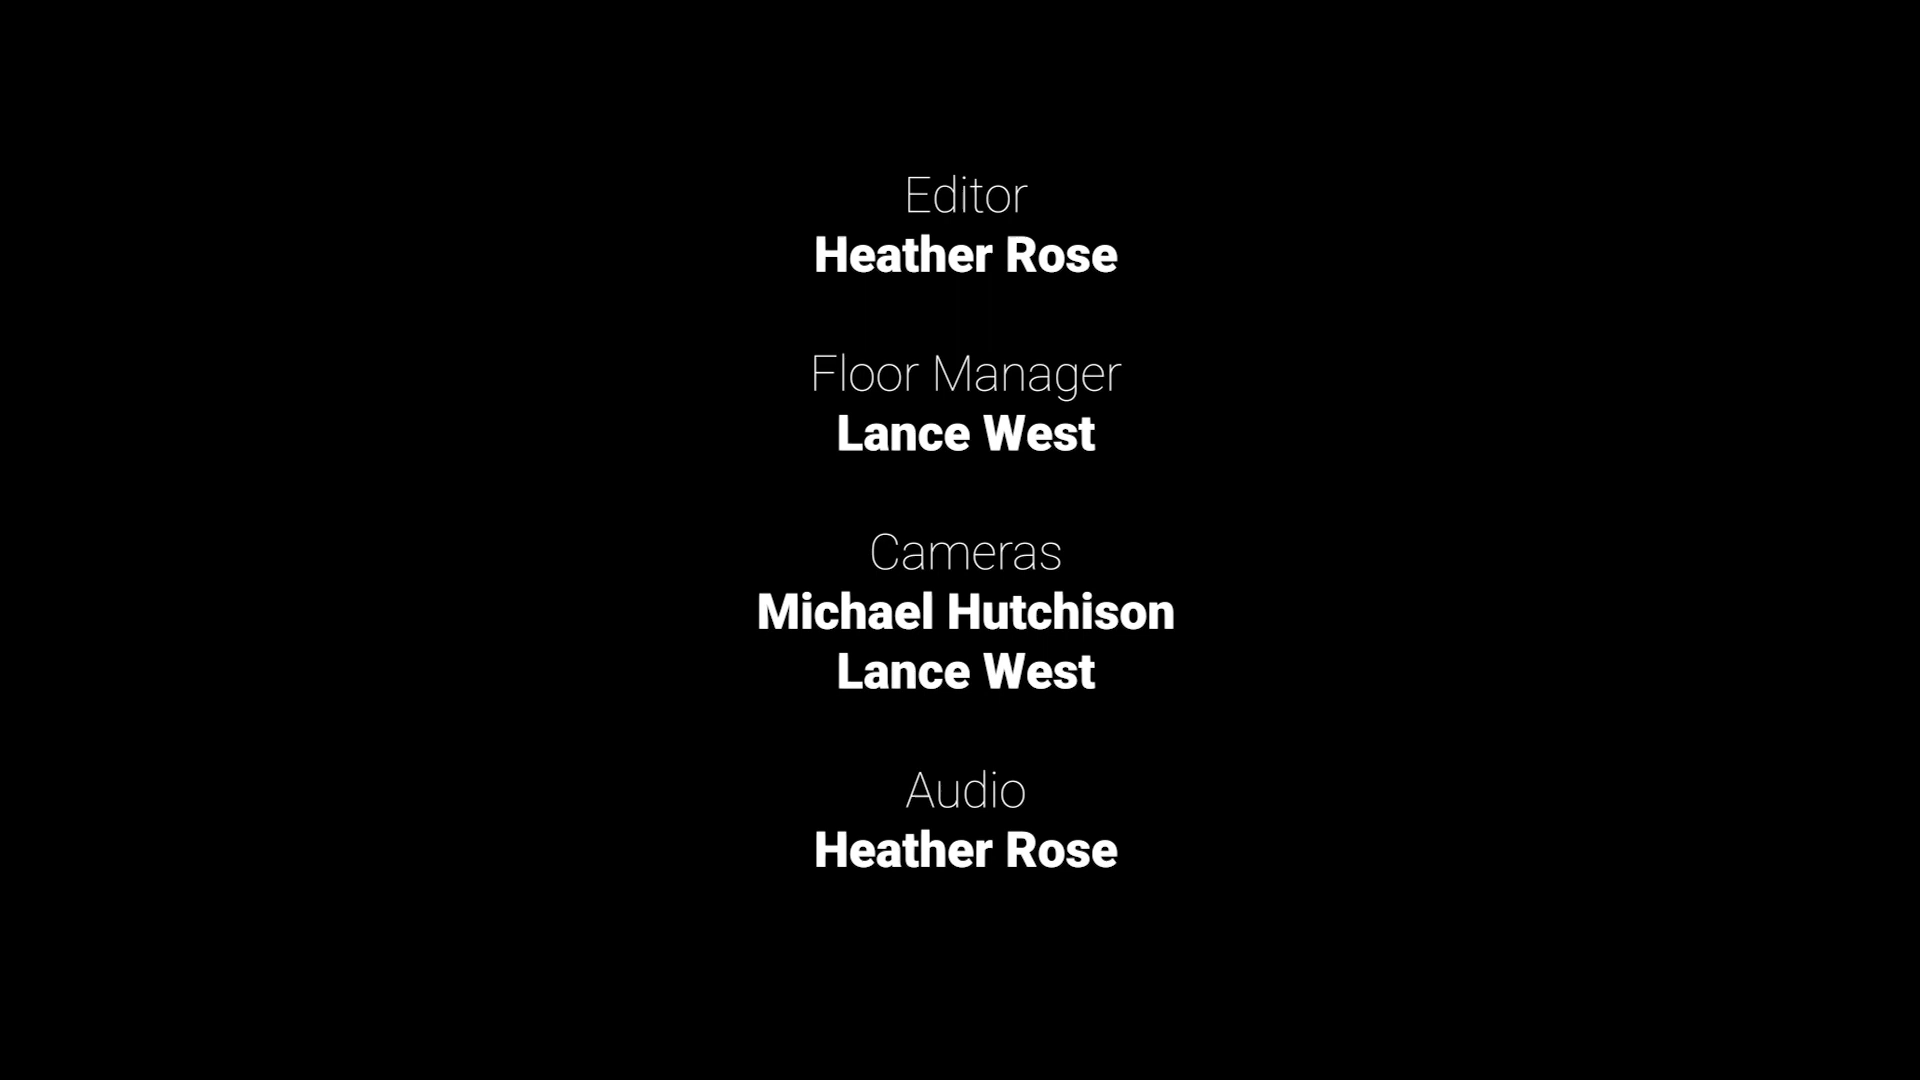 Editor
Heather Rose
Floor Manager
Lance West
Cameras
Michael Hutchison
Lance West
Audio
Heather Rose